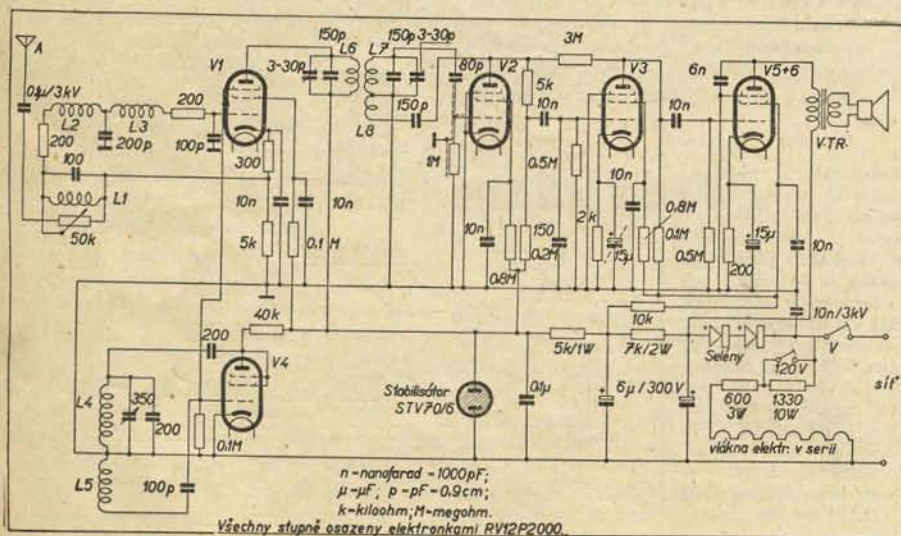 A
0,1μ/3kV
L2
L3
200
200
200p
100p
100
L1
50k
V1
150p
3-30p
L6
L7
150p
3-30p
80p
150p
L8
1M
300
10n
10n
5k
0,1M
V2
5k
3M
10n
0,5M
10n
0,8M
150
0,2M
V3
10n
2k
15μ
10n
0,8M
0,1M
0,5M
6n
V5+6
V.TR.
200
15μ
10n
10n/3kV
V
40k
200
V4
L4
350
200
0,1M
L5
100p
Stabilisátor
STV70/6
0,1μ
5k/1W
10k
7k/2W
6μ/300V
Selény
120V
600
3W
1330
10W
síť
vlákna elektr. v serii
n-nanofarad -1000pF;
μ-μF; p-pF-0,9cm;
k-kiloohm; M-megohm.
Všechny stupně osazeny elektronkami RV12P2000.